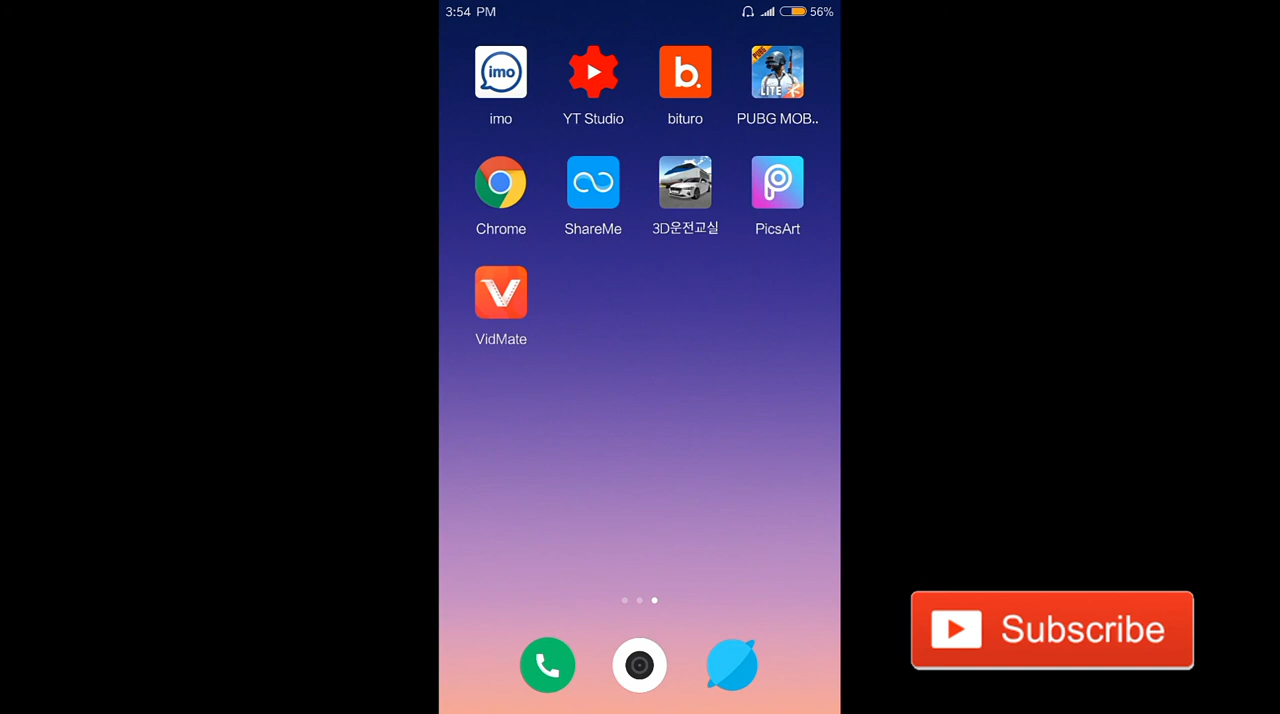 3:54 PM 56%
imo
PUBG
LITE
imo YT Studio bituro PUBG MOB..
Chrome ShareMe 3D운전교실 PicsArt
VidMate
Subscribe